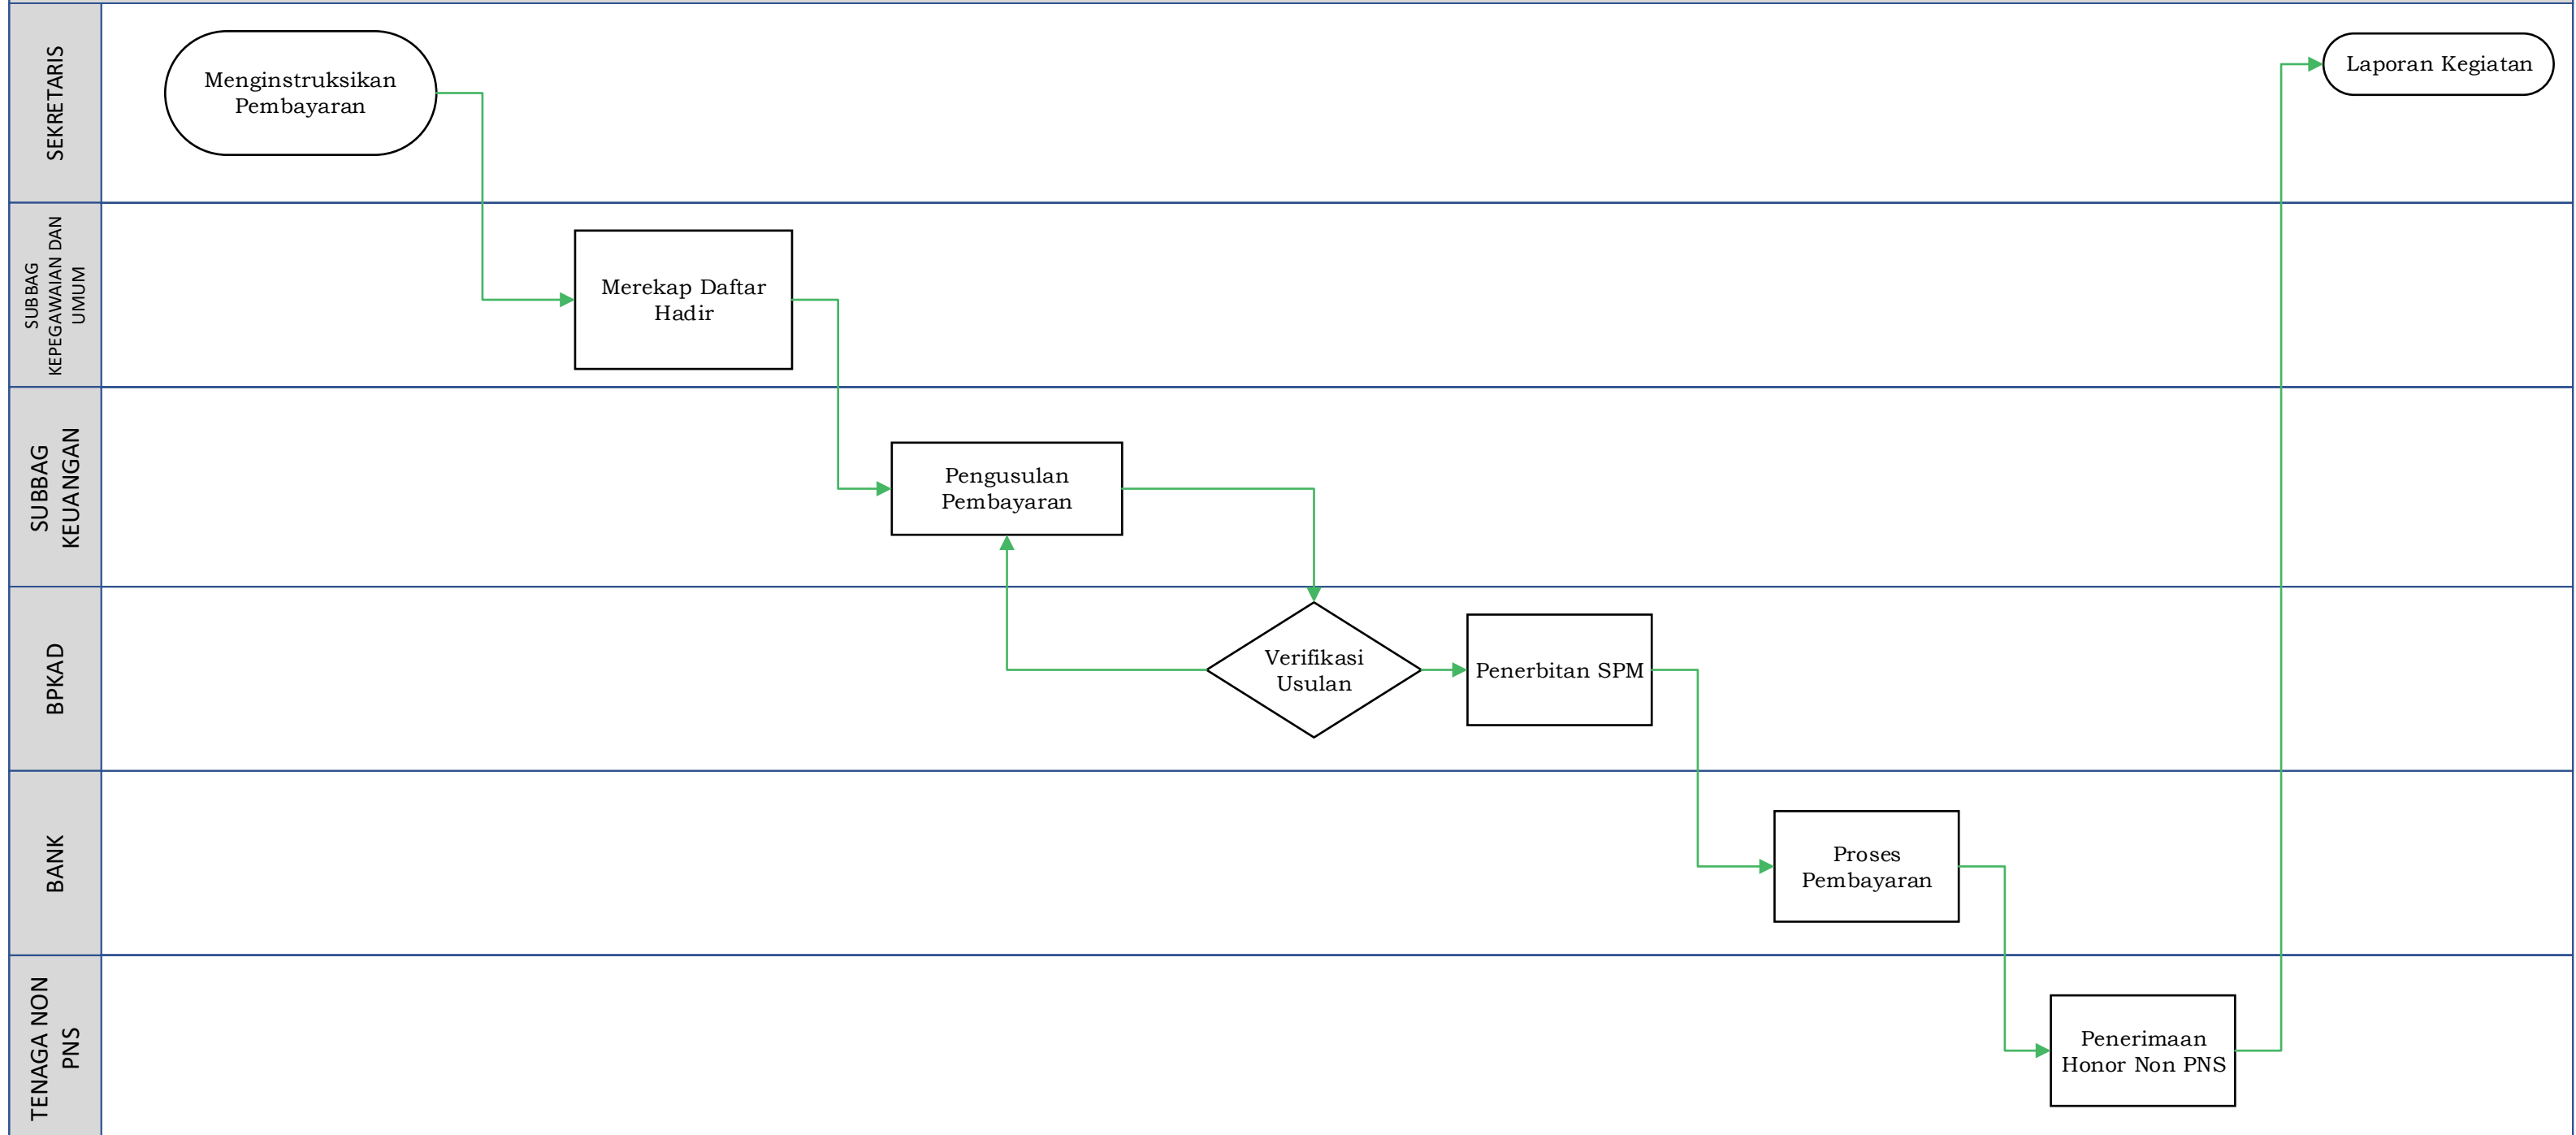 SEKRETARIS
Menginstruksikan
Pembayaran
Laporan Kegiatan
SUBBAG
KEPEGAWAIAN DAN
UMUM
Merekap Daftar
Hadir
SUBBAG
KEUANGAN
Pengusulan
Pembayaran
BPKAD
Verifikasi
Usulan
Penerbitan SPM
BANK
Proses
Pembayaran
TENAGA NON
PNS
Penerimaan
Honor Non PNS